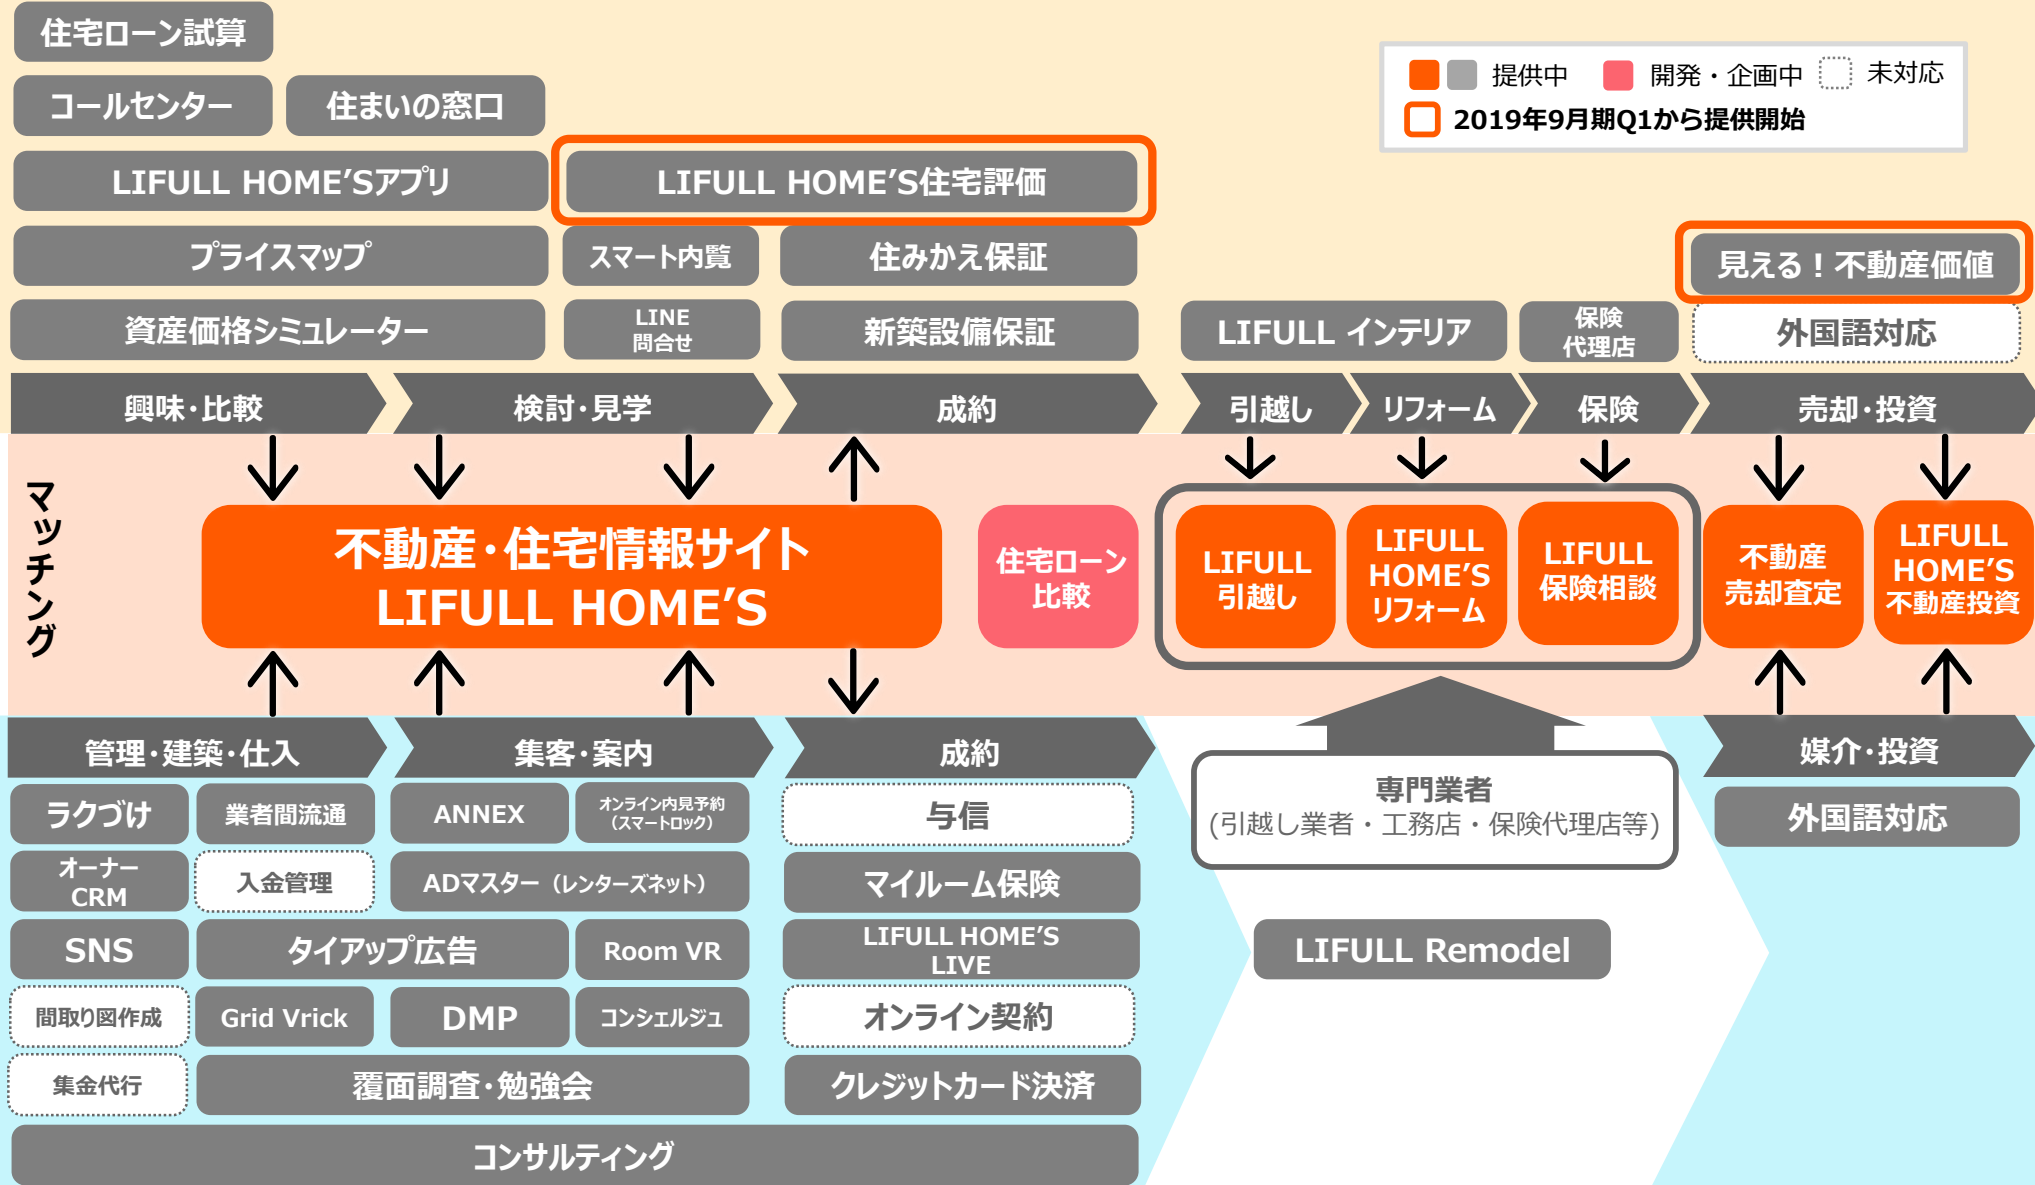 住宅ローン試算
コールセンター
住まいの窓口
提供中
開発・企画中
未対応
2019年9月期Q1から提供開始
LIFULL HOME'Sアプリ
LIFULL HOME'S住宅評価
プライスマップ
スマート内覧
住みかえ保証
見える！不動産価値
資産価格シミュレーター
LINE
問合せ
新築設備保証
LIFULL インテリア
保険
代理店
外国語対応
興味・比較
検討・見学
成約
引越し
リフォーム
保険
売却・投資
マッチング
不動産・住宅情報サイト
LIFULL HOME'S
住宅ローン
比較
LIFULL
引越し
LIFULL
HOME'S
リフォーム
LIFULL
保険相談
不動産
売却査定
LIFULL
HOME'S
不動産投資
管理・建築・仕入
集客・案内
成約
媒介・投資
専門業者
(引越し業者・工務店・保険代理店等)
ラクづけ
業者間流通
ANNEX
オンライン内見予約
（スマートロック）
与信
外国語対応
オーナー
CRM
入金管理
ADマスター（レンターズネット）
マイルーム保険
SNS
タイアップ広告
Room VR
LIFULL HOME'S
LIVE
LIFULL Remodel
間取り図作成
Grid Vrick
DMP
コンシェルジュ
オンライン契約
集金代行
覆面調査・勉強会
クレジットカード決済
コンサルティング